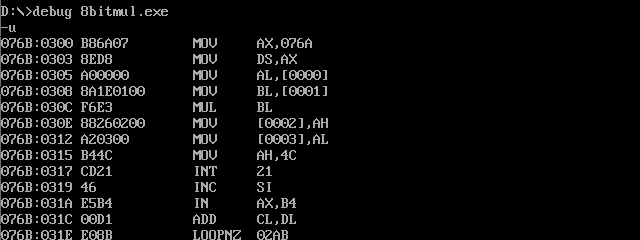 D:\>debug 8bitmul.exe
-u
076B:0300 B86A07 MOV AX,076A
076B:0303 8ED8 MOV DS,AX
076B:0305 A00000 MOV AL,[0000]
076B:0308 8A1E0100 MOV BL,[0001]
076B:030C F6E3 MUL BL
076B:030E 88260200 MOV [0002],AH
076B:0312 A20300 MOV [0003],AL
076B:0315 B44C MOV AH,4C
076B:0317 CD21 INT 21
076B:0319 46 INC SI
076B:031A E5B4 IN AX,B4
076B:031C 00D1 ADD CL,DL
076B:031E E08B LOOPNZ 02AB